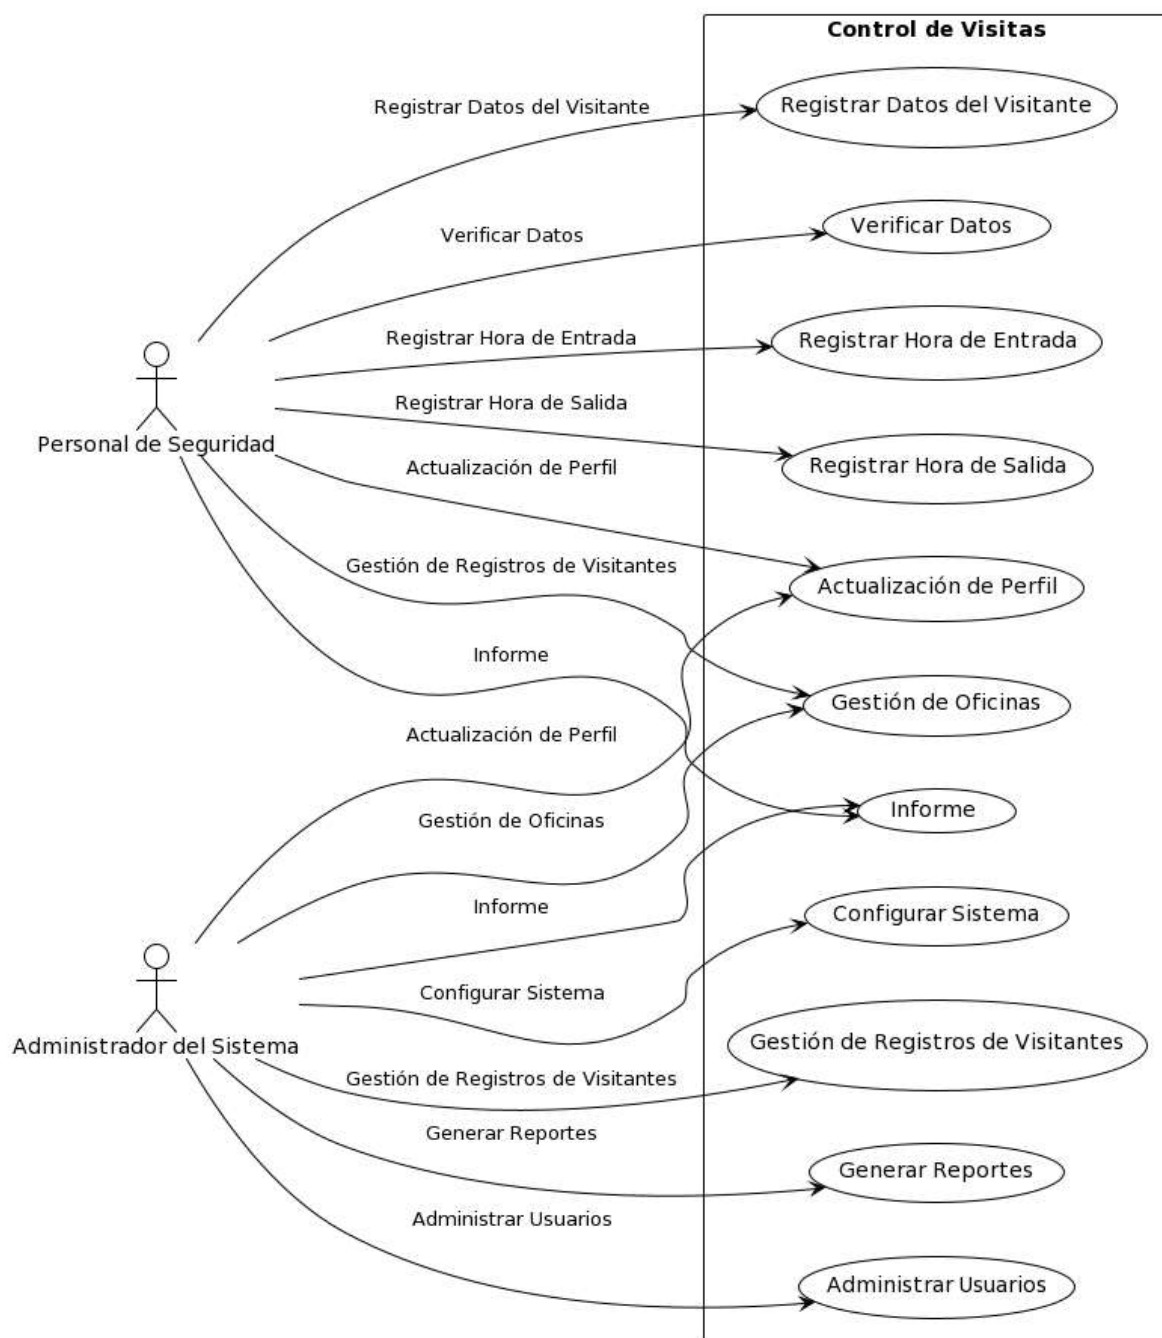 Control de Visitas
Registrar Datos del Visitante
Registrar Datos del Visitante
Verificar Datos
Verificar Datos
Registrar Hora de Entrada
Registrar Hora de Entrada
Registrar Hora de Salida
Personal de Seguridad
Registrar Hora de Salida
Actualización de Perfil
Gestión de Registros de Visitantes
Actualización de Perfil
Informe
Gestión de Oficinas
Actualización de Perfil
Gestión de Oficinas
Informe
Informe
Configurar Sistema
Configurar Sistema
Administrador del Sistema
Gestión de Registros de Visitantes
Gestión de Registros de Visitantes
Generar Reportes
Generar Reportes
Administrar Usuarios
Administrar Usuarios